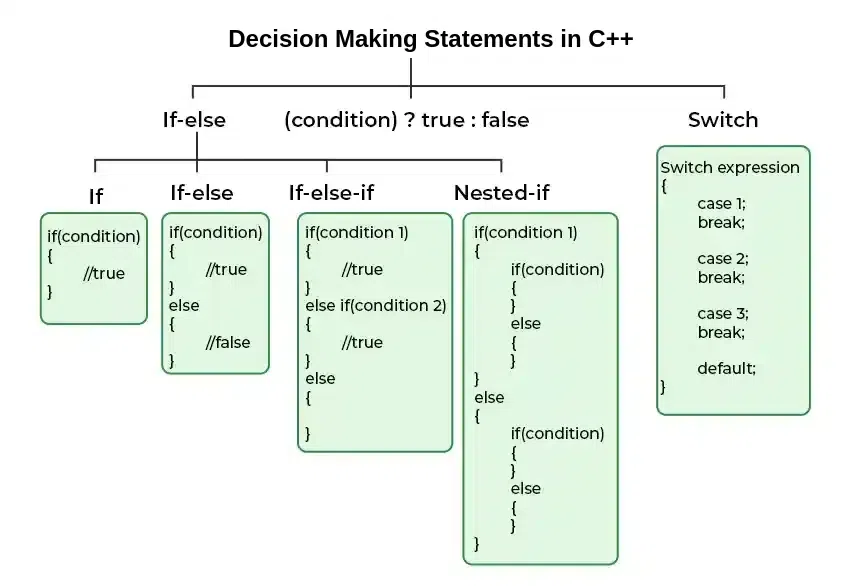 Decision Making Statements in C++
If-else
(condition) ? true : false
Switch
If
If-else
If-else-if
Nested-if
if(condition)
{
//true
}
if(condition)
{
//true
}
else
{
//false
}
if(condition 1)
{
//true
}
else if(condition 2)
{
//true
}
else
{
}
if(condition 1)
{
if(condition)
{
}
else
{
}
}
else
{
if(condition)
{
}
else
{
}
}
Switch expression
{
case 1;
break;
case 2;
break;
case 3;
break;
default;
}